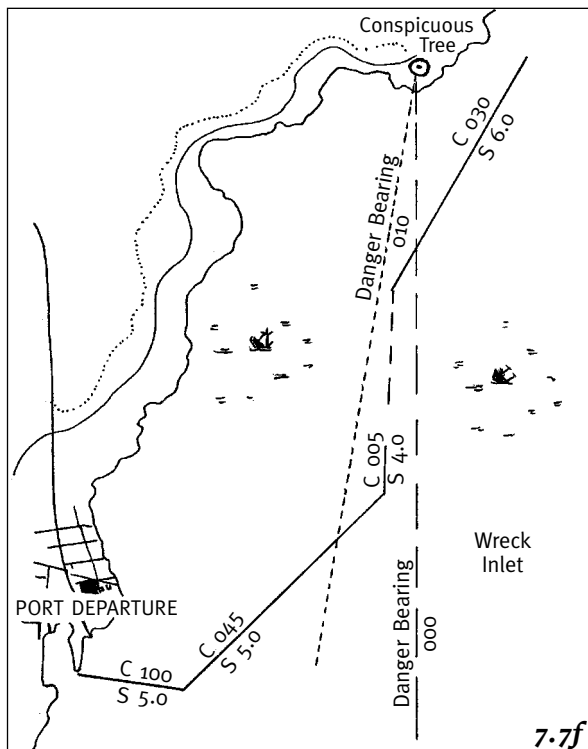 Conspicuous
Tree
C 030
S 6.0
Danger Bearing
010
C 005
S 4.0
Wreck
Inlet
PORT DEPARTURE
C 045
S 5.0
Danger Bearing
000
C 100
S 5.0
7.7f